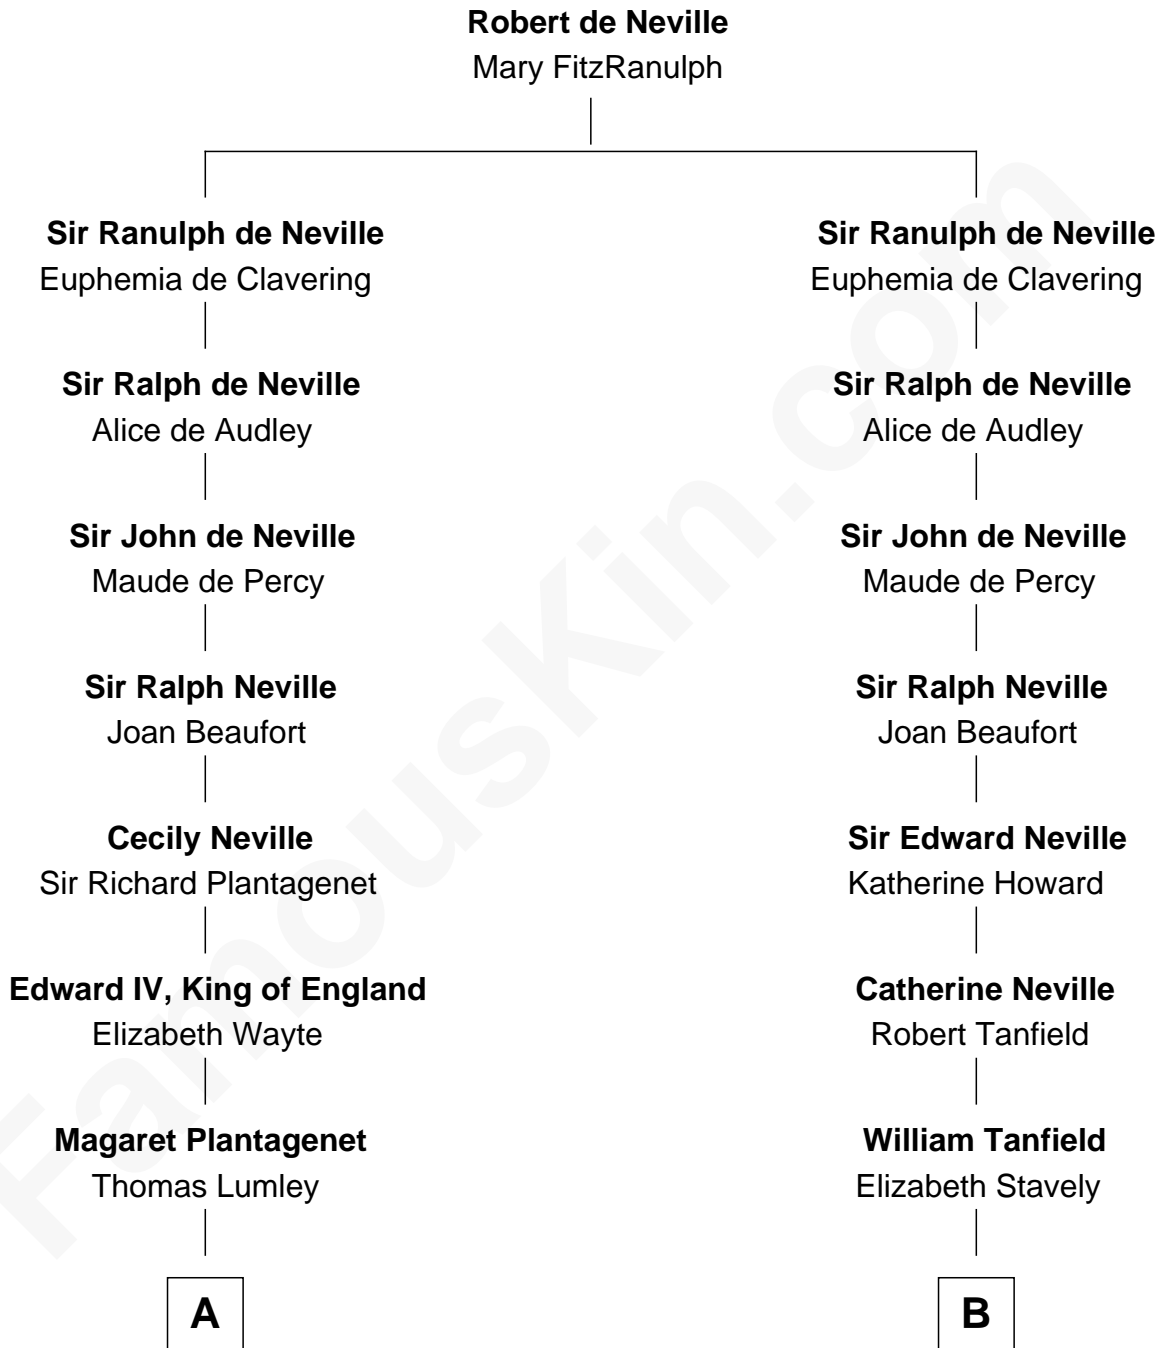 Robert de Neville
Mary FitzRanulph
Sir Ranulph de Neville
Euphemia de Clavering
Sir Ralph de Neville
Alice de Audley
Sir John de Neville
Maude de Percy
Sir Ralph Neville
Joan Beaufort
Cecily Neville
Sir Richard Plantagenet
Edward IV, King of England
Elizabeth Wayte
Magaret Plantagenet
Thomas Lumley
A
Sir Ranulph de Neville
Euphemia de Clavering
Sir Ralph de Neville
Alice de Audley
Sir John de Neville
Maude de Percy
Sir Ralph Neville
Joan Beaufort
Sir Edward Neville
Katherine Howard
Catherine Neville
Robert Tanfield
William Tanfield
Elizabeth Stavely
B
FamousKin.com